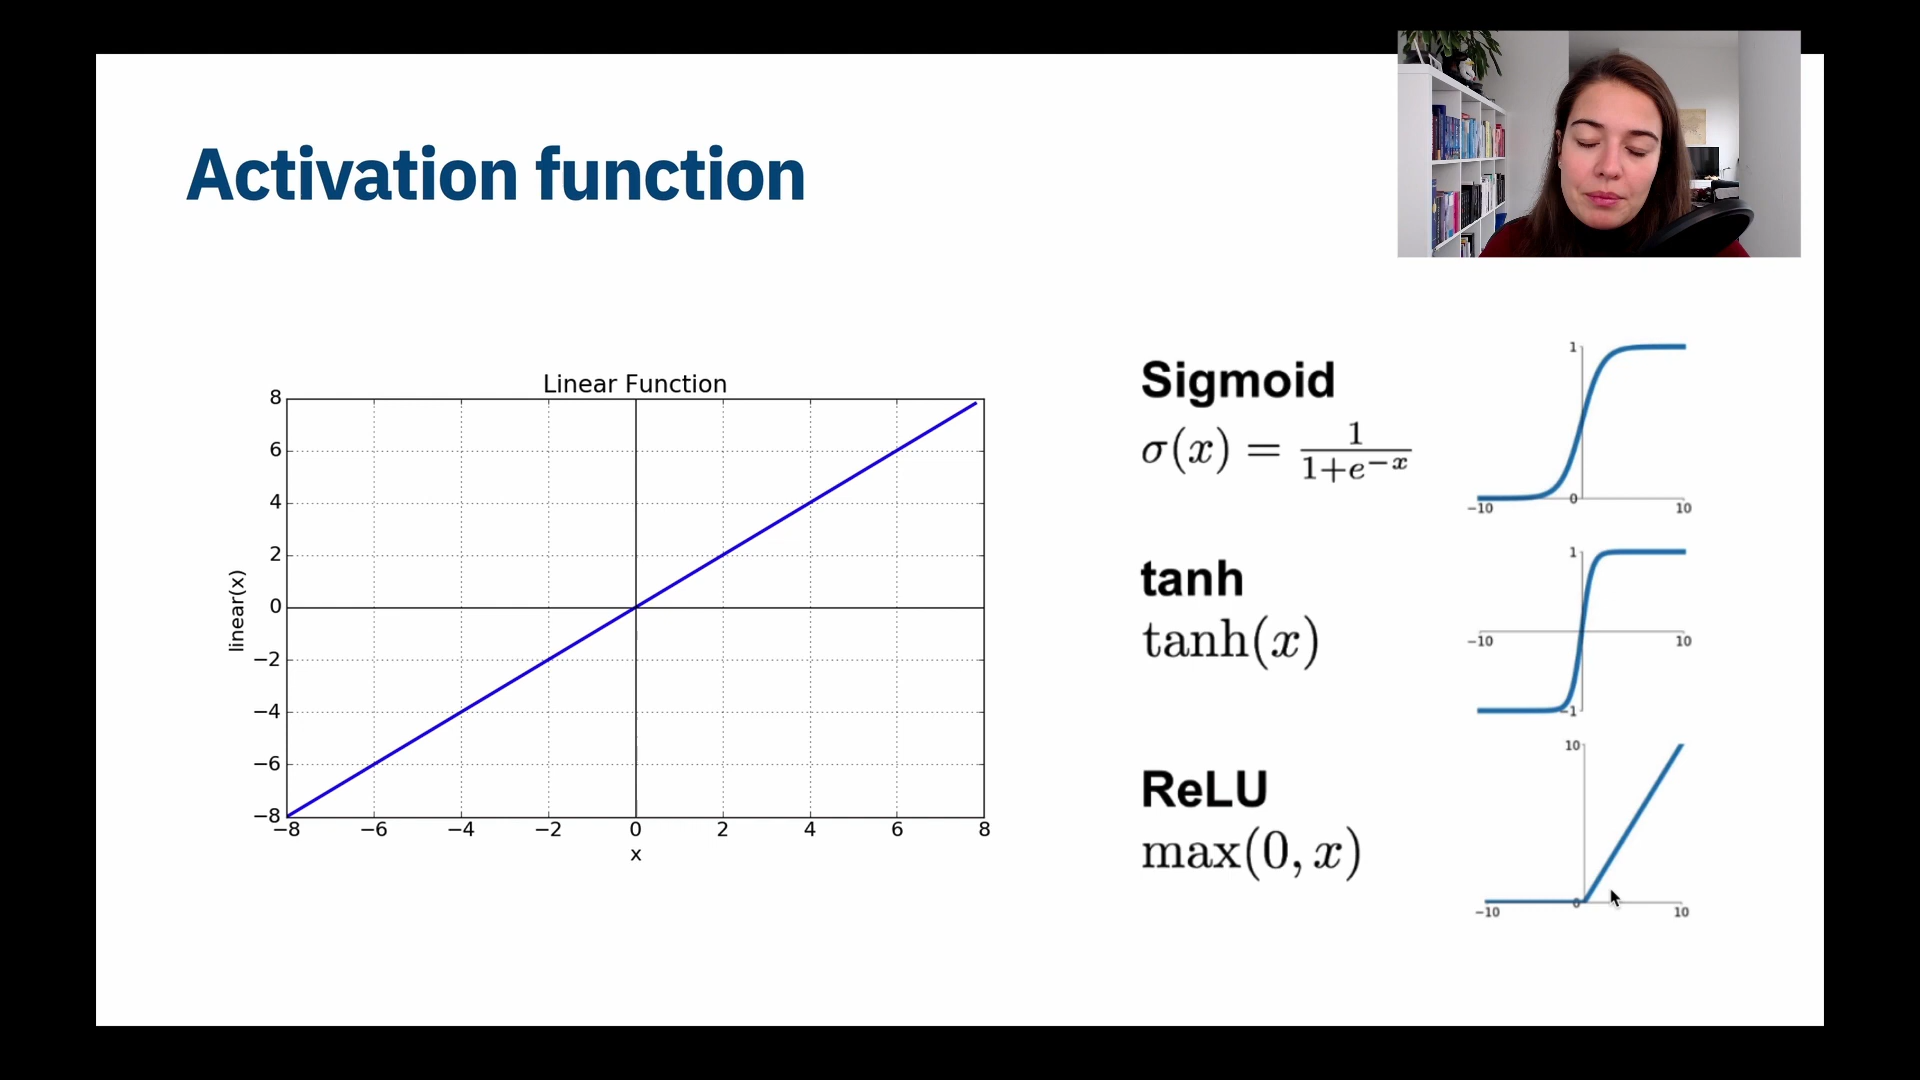 Activation function
Linear Function
8
6
4
2
0
−2
−4
−6
−8
linear(x)
−8 −6 −4 −2 0 2 4 6 8
x
Sigmoid
σ(x) = 1/(1+e^{−x})
1
0
−10 10
tanh
tanh(x)
1
−10 10
−1
ReLU
max(0, x)
10
0
−10 10